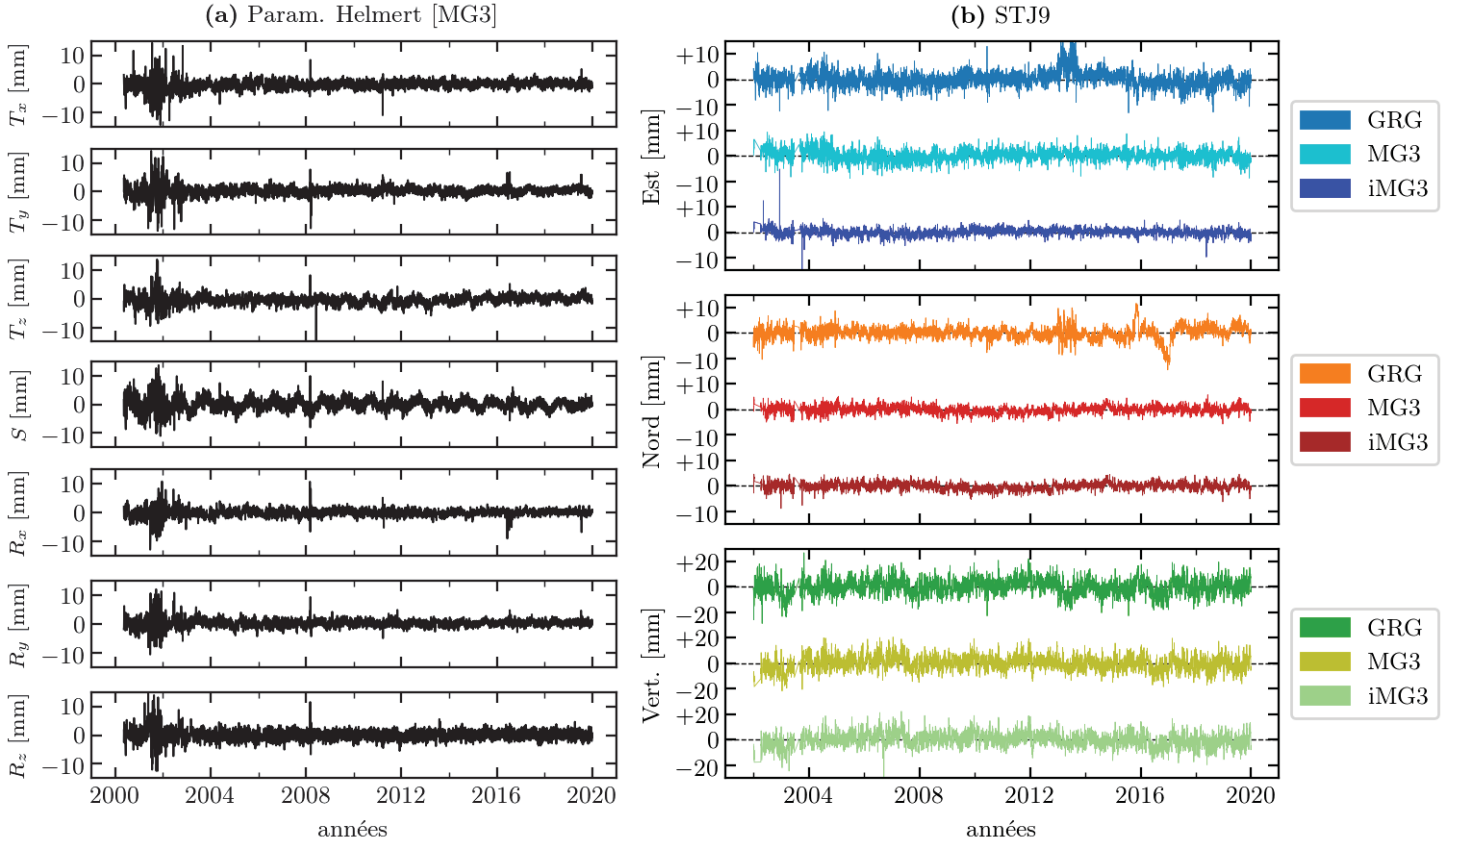 (a) Param. Helmert [MG3]
10
0
−10
Tx [mm]
10
0
−10
Ty [mm]
10
0
−10
Tz [mm]
10
0
−10
S [mm]
10
0
−10
Rx [mm]
10
0
−10
Ry [mm]
10
0
−10
Rz [mm]
2000 2004 2008 2012 2016 2020
années
(b) STJ9
+10
0
−10
+10
0
−10
+10
0
−10
Est [mm]
GRG
MG3
iMG3
+10
0
−10
+10
0
−10
+10
0
−10
Nord [mm]
GRG
MG3
iMG3
+20
0
−20
+20
0
−20
+20
0
−20
Vert. [mm]
GRG
MG3
iMG3
2004 2008 2012 2016 2020
années